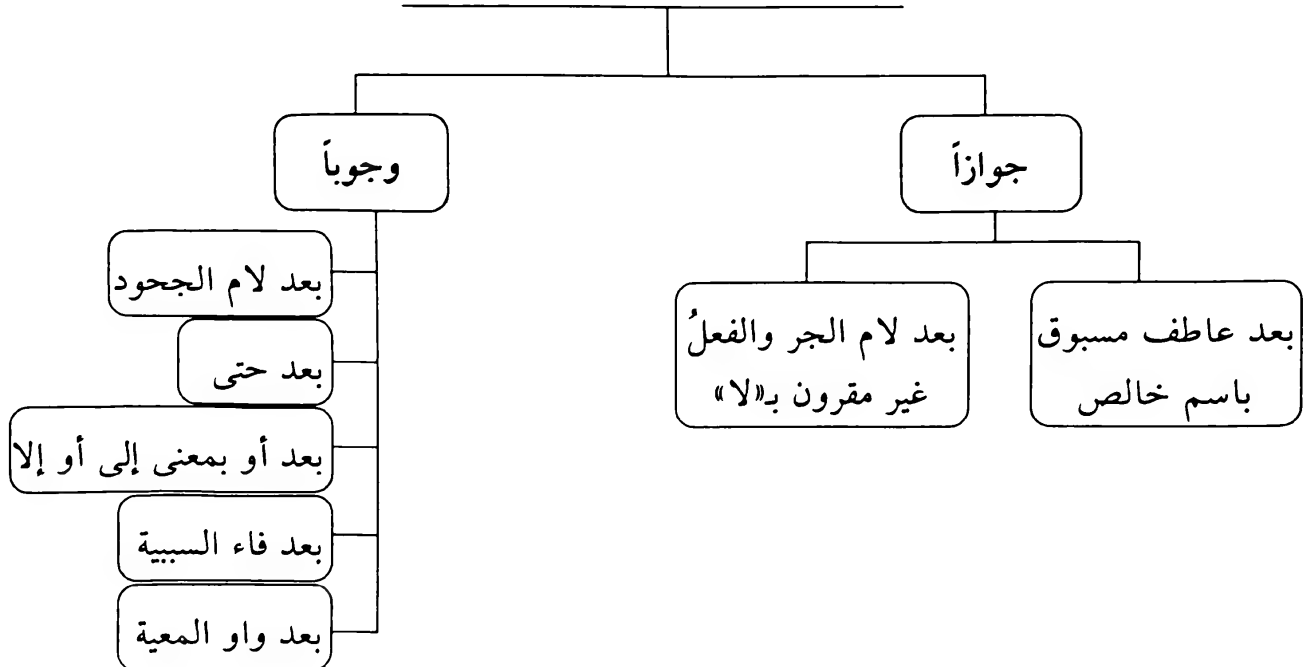 جوازاً
وجوباً
بعد عاطف مسبوق
باسم خالص
بعد لام الجر والفعلُ
غير مقرون بـ«لا»
بعد لام الجحود
بعد حتى
بعد أو بمعنى إلى أو إلا
بعد فاء السببية
بعد واو المعية